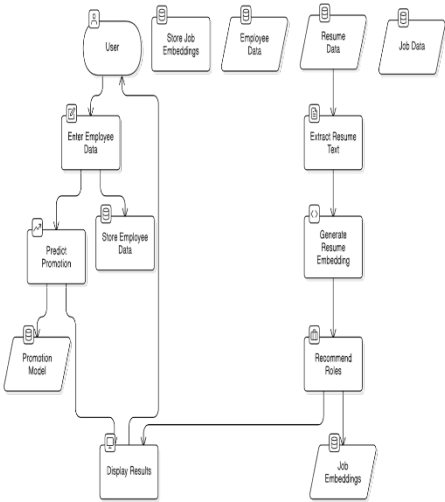 User
Store Job
Embeddings
Employee
Data
Resume
Data
Job Data
Enter Employee
Data
Extract Resume
Text
Store Employee
Data
Predict
Promotion
Generate
Resume
Embedding
Promotion
Model
Recommend
Roles
Display Results
Job
Embeddings